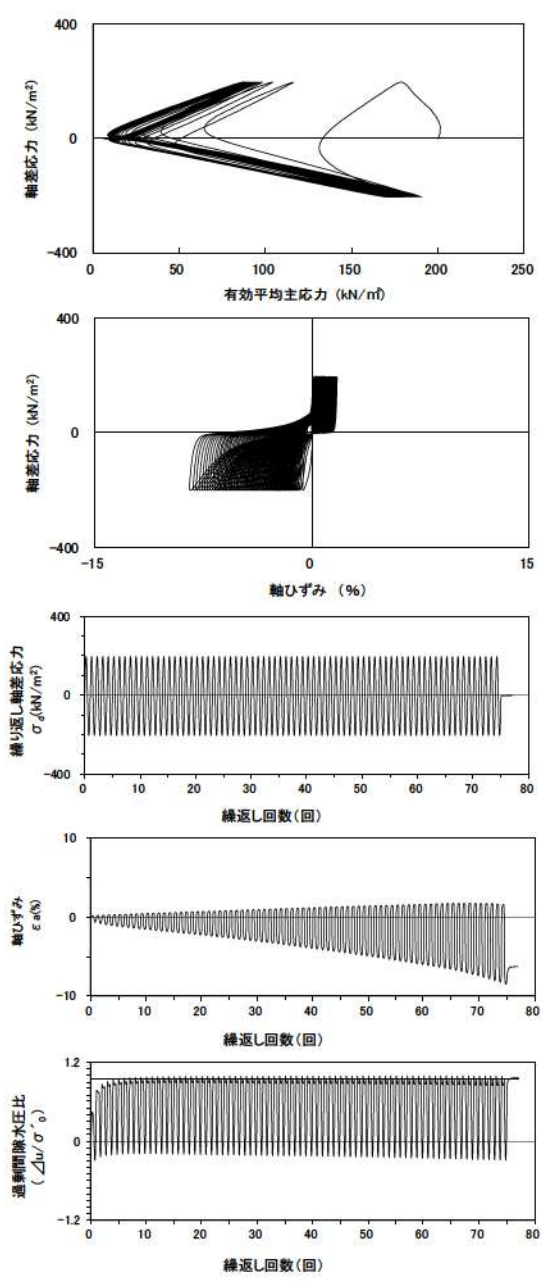 400
0
-400
軸差応力 (kN/m²)
0 50 100 150 200 250
有効平均主応力 (kN/㎡)
400
0
-400
軸差応力 (kN/m²)
-15 0 15
軸ひずみ (%)
400
0
-400
繰り返し軸差応力
σd(kN/m²)
0 10 20 30 40 50 60 70 80
繰返し回数(回)
10
0
-10
軸ひずみ
εa(%)
0 10 20 30 40 50 60 70 80
繰返し回数(回)
1.2
0
-1.2
過剰間隙水圧比
(⊿u/σ´0)
0 10 20 30 40 50 60 70 80
繰返し回数(回)